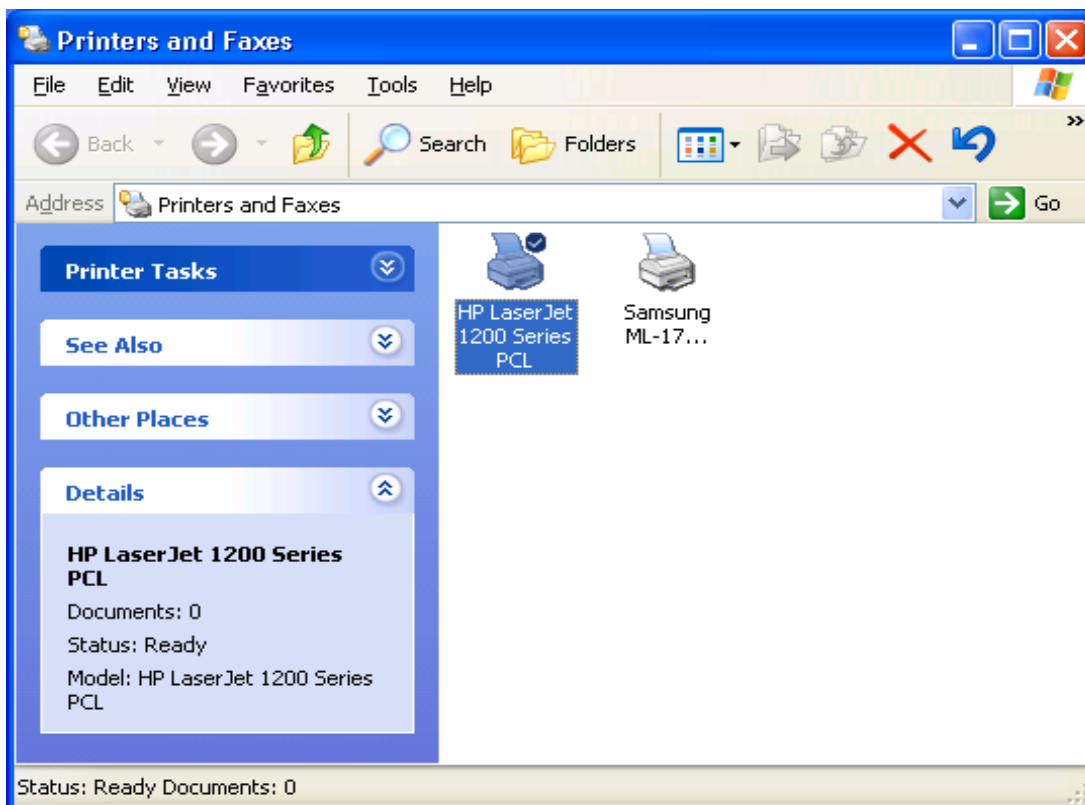 Printers and Faxes
File Edit View Favorites Tools Help
Back Search Folders »
Address Printers and Faxes Go
Printer Tasks
See Also
Other Places
Details
HP LaserJet 1200 Series
PCL
Documents: 0
Status: Ready
Model: HP LaserJet 1200 Series
PCL
HP LaserJet
1200 Series
PCL
Samsung
ML-17...
Status: Ready Documents: 0